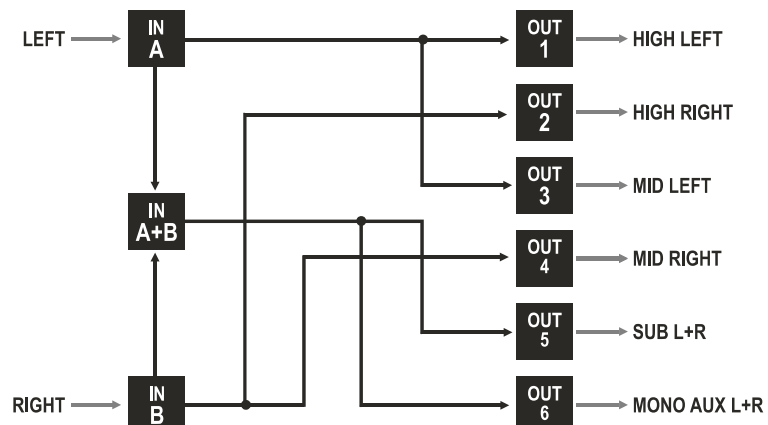 LEFT
IN
A
OUT
1
HIGH LEFT
OUT
2
HIGH RIGHT
OUT
3
MID LEFT
IN
A+B
OUT
4
MID RIGHT
OUT
5
SUB L+R
RIGHT
IN
B
OUT
6
MONO AUX L+R